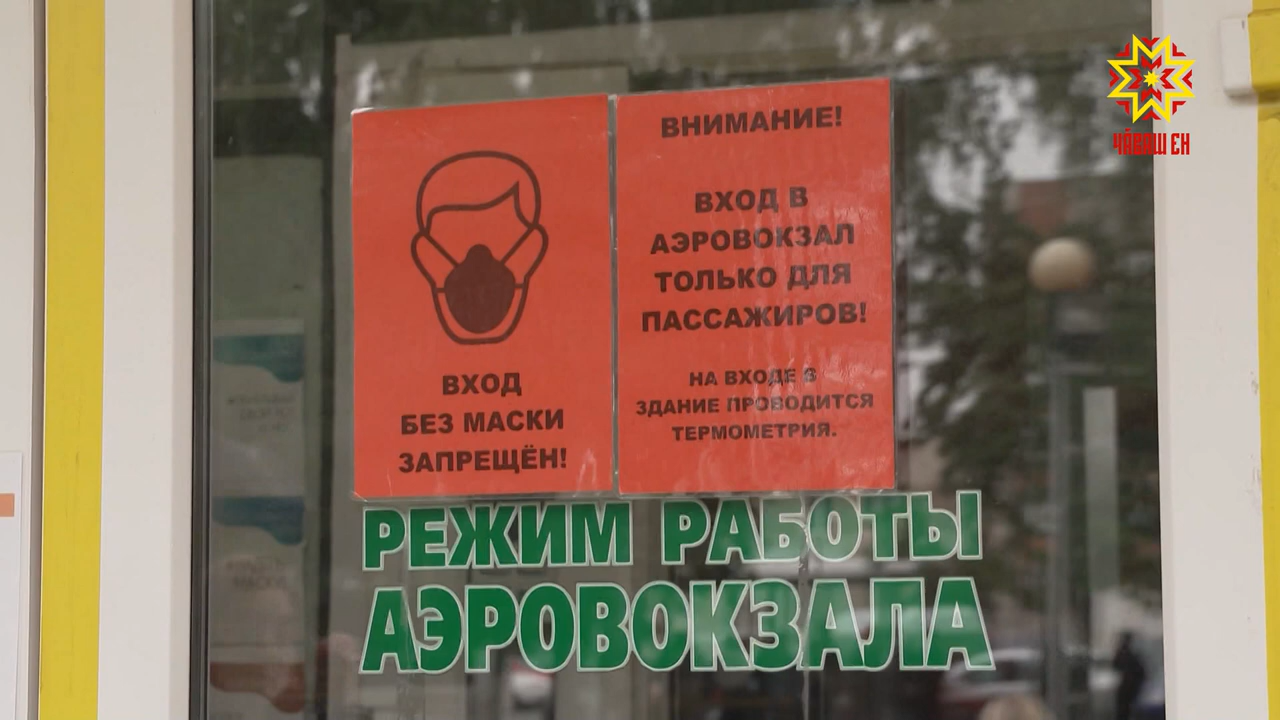 ЧӐВАШ ЕН
ВХОД
БЕЗ МАСКИ
ЗАПРЕЩЁН!
ВНИМАНИЕ!
ВХОД В
АЭРОВОКЗАЛ
ТОЛЬКО ДЛЯ
ПАССАЖИРОВ!
НА ВХОДЕ В
ЗДАНИЕ ПРОВОДИТСЯ
ТЕРМОМЕТРИЯ.
РЕЖИМ РАБОТЫ
АЭРОВОКЗАЛА